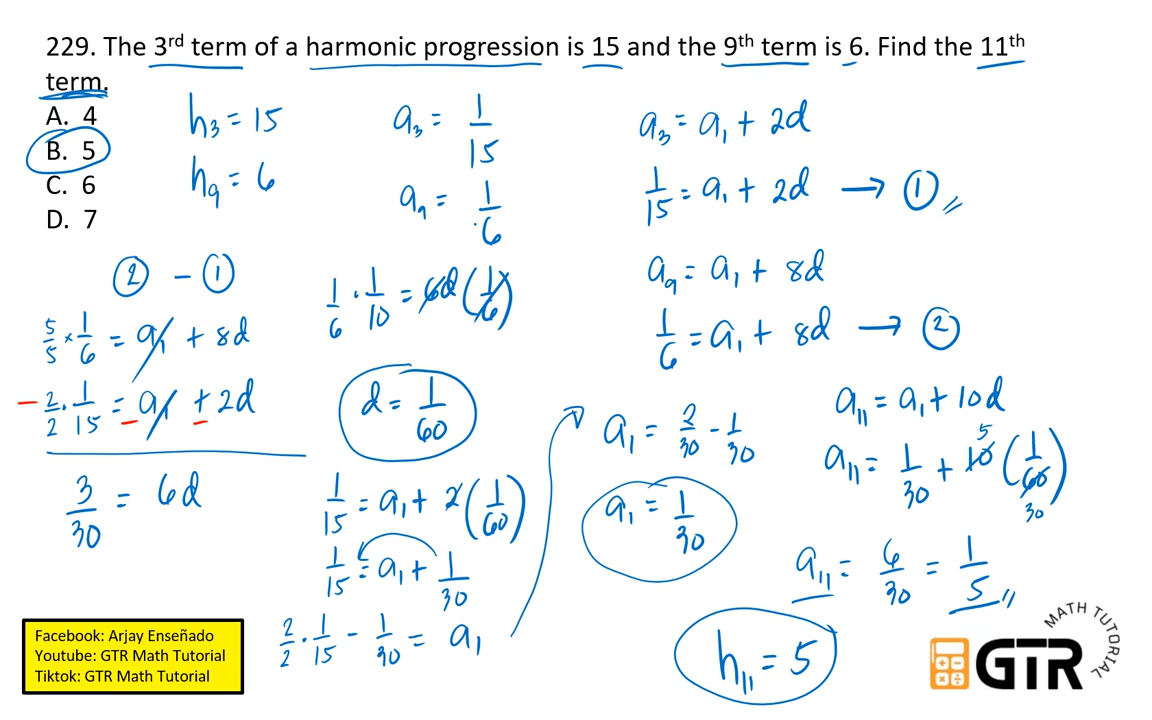 229. The 3rd term of a harmonic progression is 15 and the 9th term is 6. Find the 11th
term.
A. 4
B. 5
C. 6
D. 7
h₃ = 15
h₉ = 6
a₃ = 1/15
a₉ = 1/6
a₃ = a₁ + 2d
1/15 = a₁ + 2d → ①
a₉ = a₁ + 8d
1/6 = a₁ + 8d → ②
② - ①
5/5 × 1/6 = a₁ + 8d
- 2/2 · 1/15 = a₁ + 2d
3/30 = 6d
1/6 · 1/10 = 6d (1/6)
d = 1/60
1/15 = a₁ + 2 (1/60)
1/15 = a₁ + 1/30
2/2 · 1/15 - 1/30 = a₁
a₁ = 2/30 - 1/30
a₁ = 1/30
a₁₁ = a₁ + 10d
a₁₁ = 1/30 + 10 5 (1/60 30)
a₁₁ = 6/30 = 1/5
h₁₁ = 5
Facebook: Arjay Enseñado
Youtube: GTR Math Tutorial
Tiktok: GTR Math Tutorial
GTR
MATH TUTORIAL